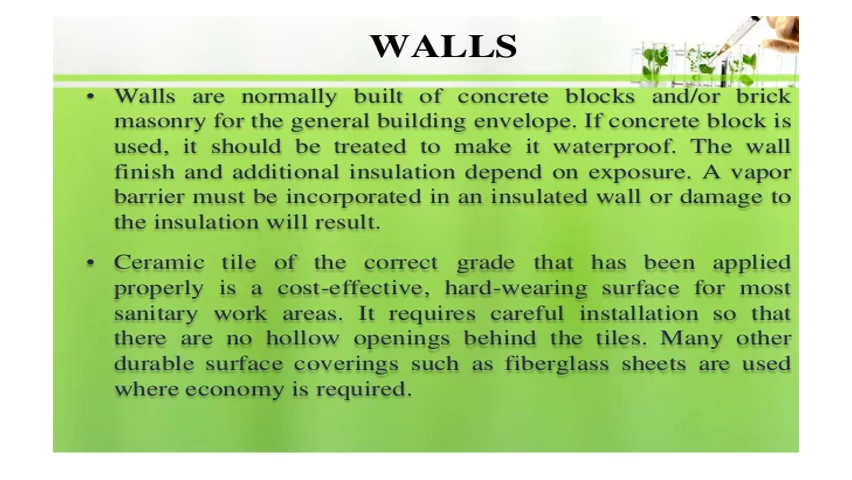 WALLS
• Walls are normally built of concrete blocks and/or brick
masonry for the general building envelope. If concrete block is
used, it should be treated to make it waterproof. The wall
finish and additional insulation depend on exposure. A vapor
barrier must be incorporated in an insulated wall or damage to
the insulation will result.
• Ceramic tile of the correct grade that has been applied
properly is a cost-effective, hard-wearing surface for most
sanitary work areas. It requires careful installation so that
there are no hollow openings behind the tiles. Many other
durable surface coverings such as fiberglass sheets are used
where economy is required.